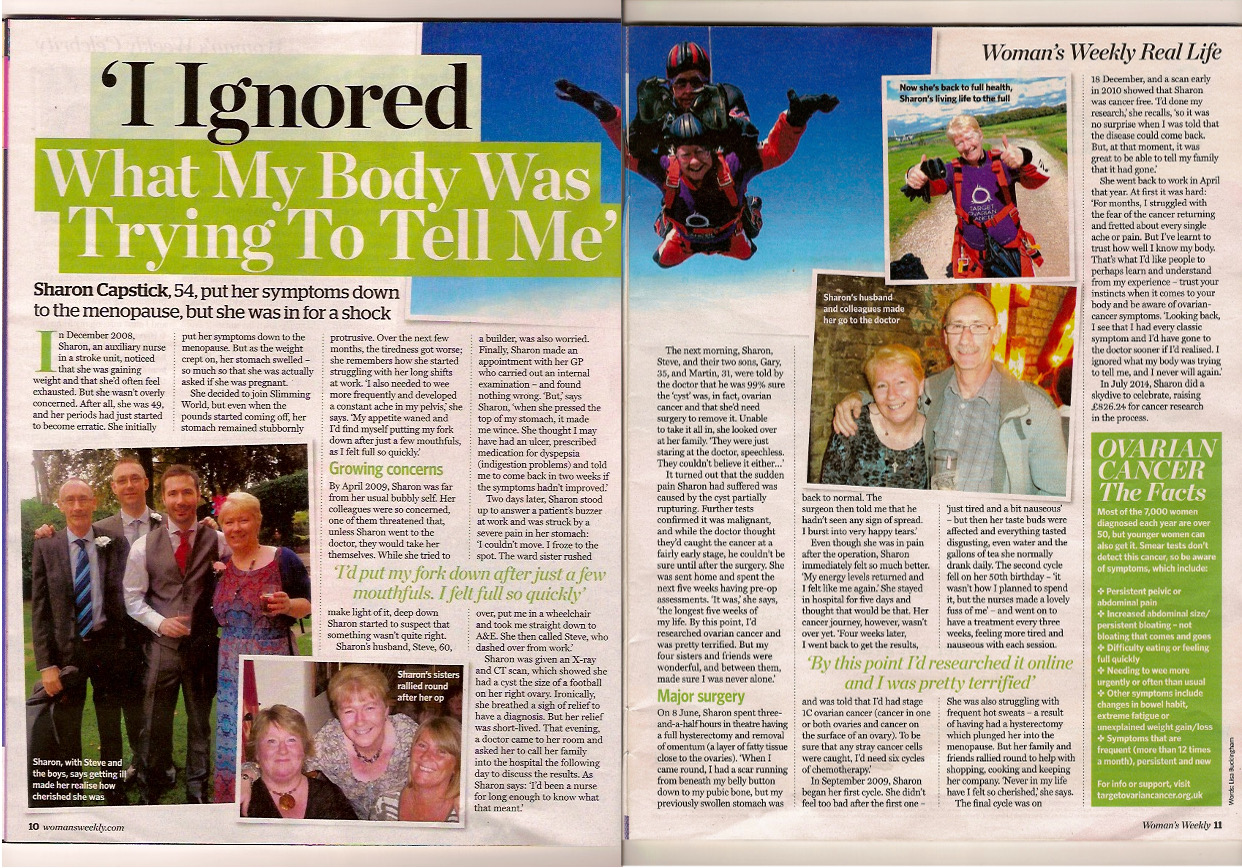 'I Ignored
What My Body Was
Trying To Tell Me'
Sharon Capstick, 54, put her symptoms down
to the menopause, but she was in for a shock
In December 2008,
Sharon, an auxiliary nurse
in a stroke unit, noticed
that she was gaining
weight and that she'd often feel
exhausted. But she wasn't overly
concerned. After all, she was 49,
and her periods had just started
to become erratic. She initially
put her symptoms down to the
menopause. But as the weight
crept on, her stomach swelled –
so much so that she was actually
asked if she was pregnant.
She decided to join Slimming
World, but even when the
pounds started coming off, her
stomach remained stubbornly
protrusive. Over the next few
months, the tiredness got worse;
she remembers how she started
struggling with her long shifts
at work. 'I also needed to wee
more frequently and developed
a constant ache in my pelvis,' she
says. 'My appetite waned and
I'd find myself putting my fork
down after just a few mouthfuls,
as I felt full so quickly.'
Growing concerns
By April 2009, Sharon was far
from her usual bubbly self. Her
colleagues were so concerned,
one of them threatened that,
unless Sharon went to the
doctor, they would take her
themselves. While she tried to
'I'd put my fork down after just a few
mouthfuls. I felt full so quickly'
make light of it, deep down
Sharon started to suspect that
something wasn't quite right.
Sharon's husband, Steve, 60,
a builder, was also worried.
Finally, Sharon made an
appointment with her GP
who carried out an internal
examination – and found
nothing wrong. 'But,' says
Sharon, 'when she pressed the
top of my stomach, it made
me wince. She thought I may
have had an ulcer, prescribed
medication for dyspepsia
(indigestion problems) and told
me to come back in two weeks if
the symptoms hadn't improved.'
Two days later, Sharon stood
up to answer a patient's buzzer
at work and was struck by a
severe pain in her stomach:
'I couldn't move. I froze to the
spot. The ward sister rushed
over, put me in a wheelchair
and took me straight down to
A&E. She then called Steve, who
dashed over from work.'
Sharon was given an X-ray
and CT scan, which showed she
had a cyst the size of a football
on her right ovary. Ironically,
she breathed a sigh of relief to
have a diagnosis. But her relief
was short-lived. That evening,
a doctor came to her room and
asked her to call her family
into the hospital the following
day to discuss the results. As
Sharon says: 'I'd been a nurse
for long enough to know what
that meant.'
Sharon, with Steve and
the boys, says getting ill
made her realise how
cherished she was
Sharon's sisters
rallied round
after her op
10 womansweekly.com
Woman's Weekly Real Life
Now she's back to full health,
Sharon's living life to the full
TARGET
OVARIAN
CANCER
Sharon's husband
and colleagues made
her go to the doctor
The next morning, Sharon,
Steve, and their two sons, Gary,
35, and Martin, 31, were told by
the doctor that he was 99% sure
the 'cyst' was, in fact, ovarian
cancer and that she'd need
surgery to remove it. Unable
to take it all in, she looked over
at her family. 'They were just
staring at the doctor, speechless.
They couldn't believe it either...'
It turned out that the sudden
pain Sharon had suffered was
caused by the cyst partially
rupturing. Further tests
confirmed it was malignant,
and while the doctor thought
they'd caught the cancer at a
fairly early stage, he couldn't be
sure until after the surgery. She
was sent home and spent the
next five weeks having pre-op
assessments. 'It was,' she says,
'the longest five weeks of
my life. By this point, I'd
researched ovarian cancer and
was pretty terrified. But my
four sisters and friends were
wonderful, and between them,
made sure I was never alone.'
Major surgery
On 8 June, Sharon spent three-
and-a-half hours in theatre having
a full hysterectomy and removal
of omentum (a layer of fatty tissue
close to the ovaries). 'When I
came round, I had a scar running
from beneath my belly button
down to my pubic bone, but my
previously swollen stomach was
back to normal. The
surgeon then told me that he
hadn't seen any sign of spread.
I burst into very happy tears.'
Even though she was in pain
after the operation, Sharon
immediately felt so much better.
'My energy levels returned and
I felt like me again.' She stayed
in hospital for five days and
thought that would be that. Her
cancer journey, however, wasn't
over yet. 'Four weeks later,
I went back to get the results,
'By this point I'd researched it online
and I was pretty terrified'
and was told that I'd had stage
1C ovarian cancer (cancer in one
or both ovaries and cancer on
the surface of an ovary). To be
sure that any stray cancer cells
were caught, I'd need six cycles
of chemotherapy.'
In September 2009, Sharon
began her first cycle. She didn't
feel too bad after the first one –
'just tired and a bit nauseous'
– but then her taste buds were
affected and everything tasted
disgusting, even water and the
gallons of tea she normally
drank daily. The second cycle
fell on her 50th birthday – 'it
wasn't how I planned to spend
it, but the nurses made a lovely
fuss of me' – and went on to
have a treatment every three
weeks, feeling more tired and
nauseous with each session.
She was also struggling with
frequent hot sweats – a result
of having had a hysterectomy
which plunged her into the
menopause. But her family and
friends rallied round to help with
shopping, cooking and keeping
her company. 'Never in my life
have I felt so cherished,' she says.
The final cycle was on
18 December, and a scan early
in 2010 showed that Sharon
was cancer free. 'I'd done my
research,' she recalls, 'so it was
no surprise when I was told that
the disease could come back.
But, at that moment, it was
great to be able to tell my family
that it had gone.'
She went back to work in April
that year. At first it was hard:
'For months, I struggled with
the fear of the cancer returning
and fretted about every single
ache or pain. But I've learnt to
trust how well I know my body.
That's what I'd like people to
perhaps learn and understand
from my experience – trust your
instincts when it comes to your
body and be aware of ovarian-
cancer symptoms. 'Looking back,
I see that I had every classic
symptom and I'd have gone to
the doctor sooner if I'd realised. I
ignored what my body was trying
to tell me, and I never will again.'
In July 2014, Sharon did a
skydive to celebrate, raising
£826.24 for cancer research
in the process.
OVARIAN
CANCER
The Facts
Most of the 7,000 women
diagnosed each year are over
50, but younger women can
also get it. Smear tests don't
detect this cancer, so be aware
of symptoms, which include:
✤ Persistent pelvic or
abdominal pain
✤ Increased abdominal size/
persistent bloating – not
bloating that comes and goes
✤ Difficulty eating or feeling
full quickly
✤ Needing to wee more
urgently or often than usual
✤ Other symptoms include
changes in bowel habit,
extreme fatigue or
unexplained weight gain/loss
✤ Symptoms that are
frequent (more than 12 times
a month), persistent and new
For info or support, visit
targetovariancancer.org.uk
Words: Lisa Buckingham
Woman's Weekly 11